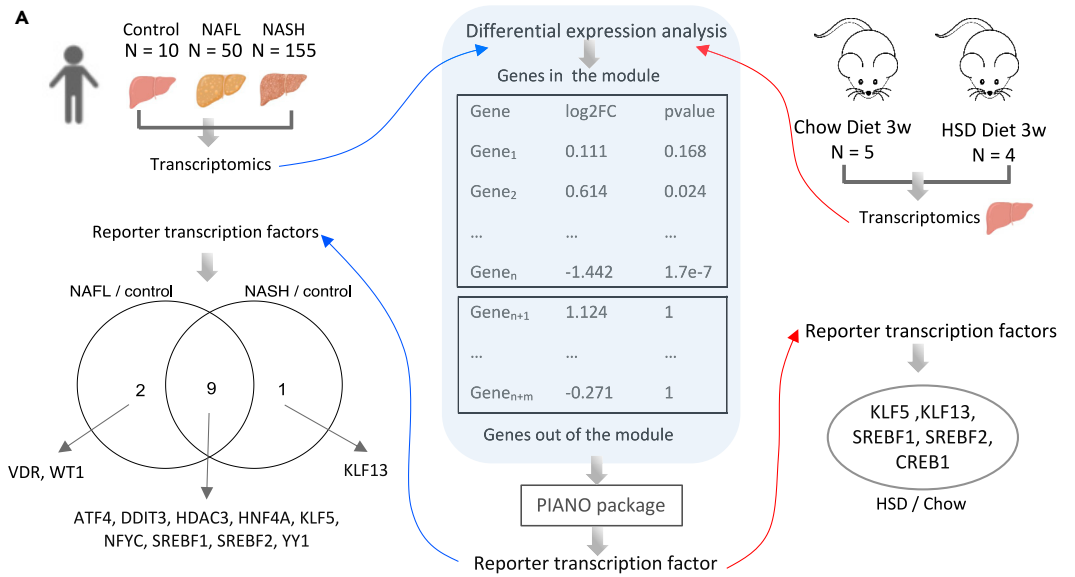 A
Control NAFL NASH
N = 10 N = 50 N = 155
Transcriptomics
Reporter transcription factors
NAFL / control NASH / control
2 9 1
VDR, WT1
KLF13
ATF4, DDIT3, HDAC3, HNF4A, KLF5,
NFYC, SREBF1, SREBF2, YY1
Differential expression analysis
Genes in the module
Gene log2FC pvalue
Gene₁ 0.111 0.168
Gene₂ 0.614 0.024
... ... ...
Geneₙ -1.442 1.7e-7
Geneₙ₊₁ 1.124 1
... ... ...
Geneₙ₊ₘ -0.271 1
Genes out of the module
PIANO package
Reporter transcription factor
Chow Diet 3w HSD Diet 3w
N = 5 N = 4
Transcriptomics
Reporter transcription factors
KLF5 ,KLF13,
SREBF1, SREBF2,
CREB1
HSD / Chow